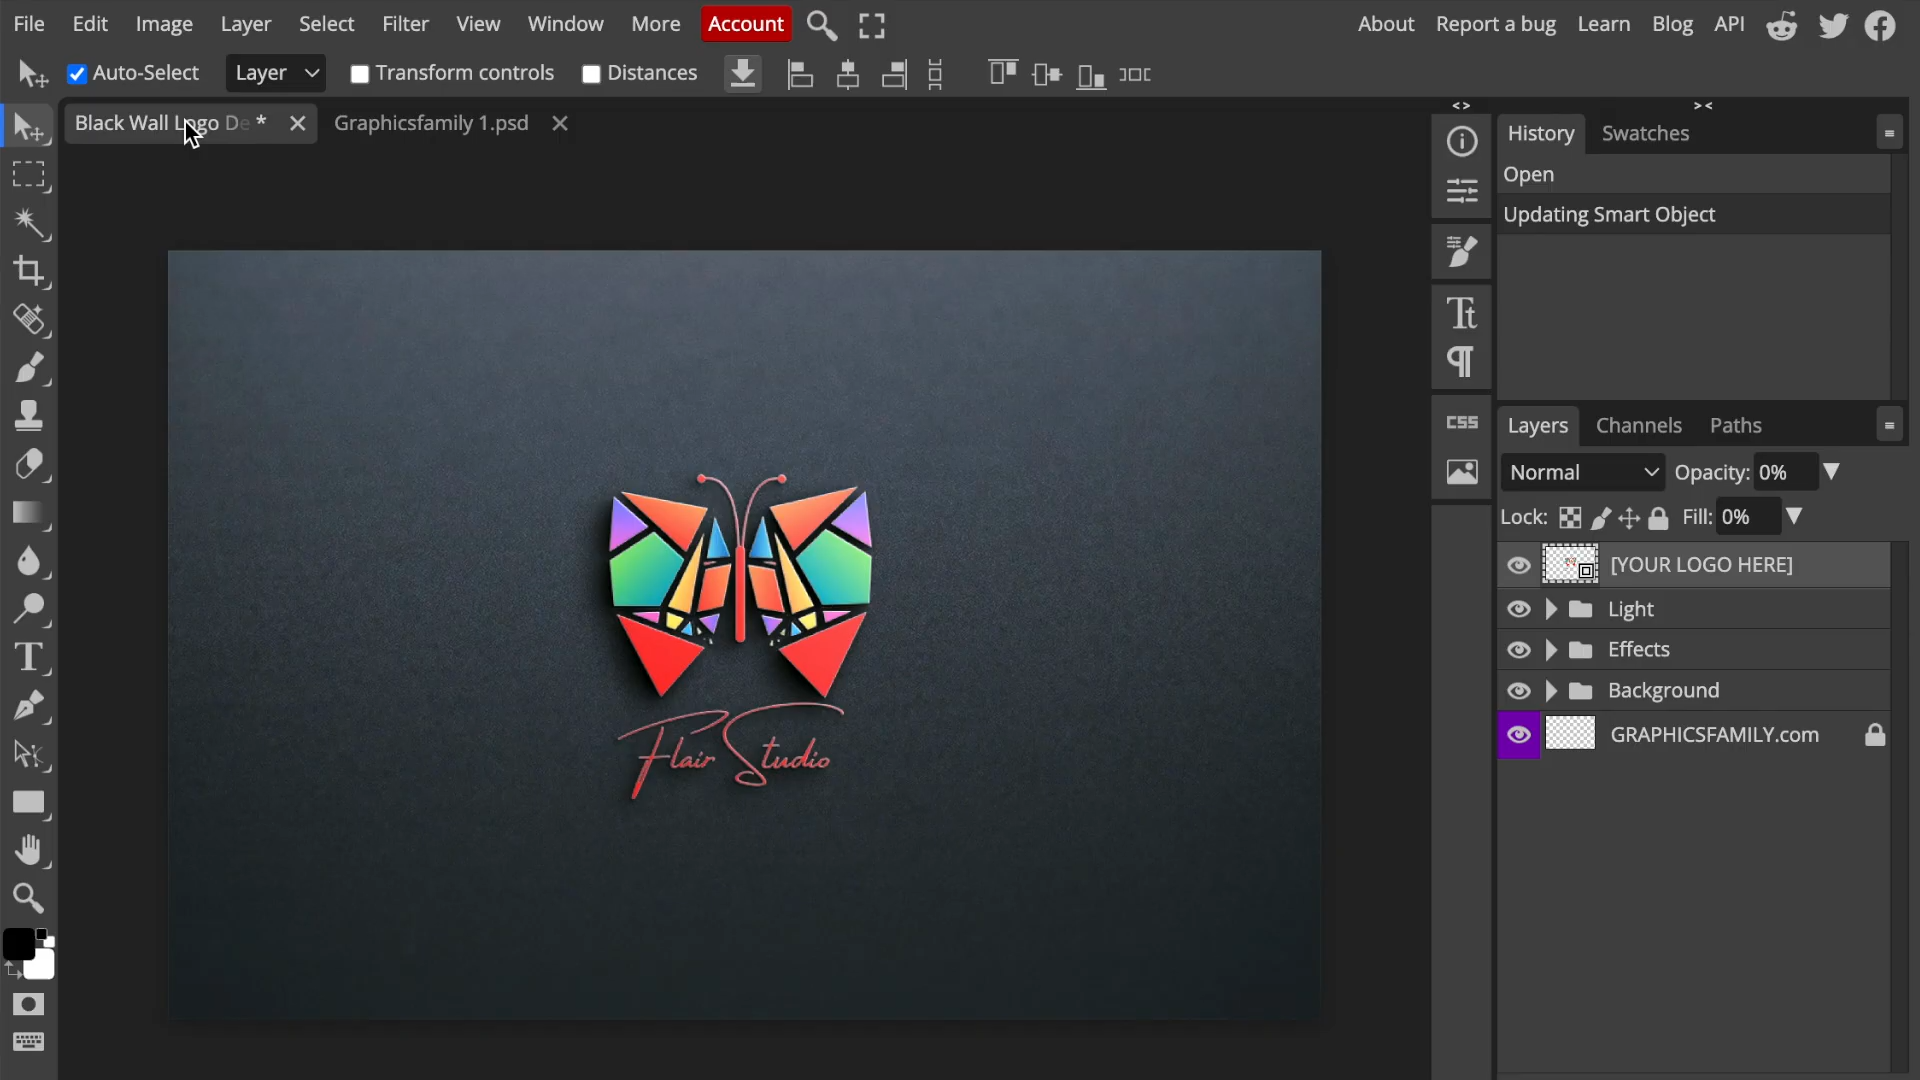 File Edit Image Layer Select Filter View Window More Account About Report a bug Learn Blog API
Auto-Select Layer Transform controls Distances
Black Wall Logo De * Graphicsfamily 1.psd
History Swatches
Open
Updating Smart Object
Tt
CSS
Layers Channels Paths
Normal Opacity: 0%
Lock: Fill: 0%
[YOUR LOGO HERE]
Light
Effects
Background
GRAPHICSFAMILY.com
Flair Studio